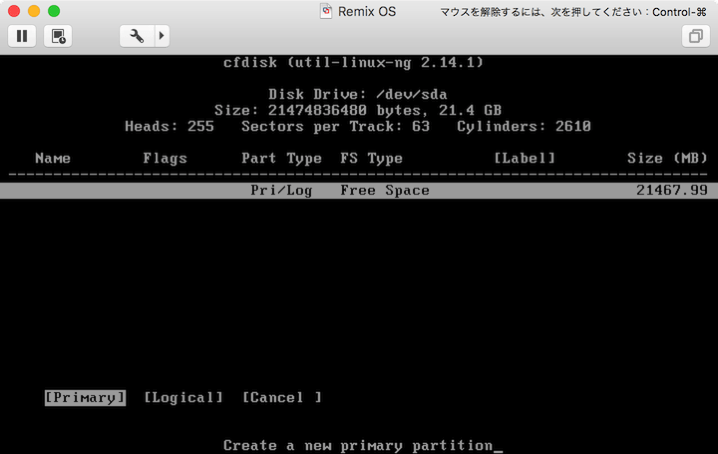 Remix OS
マウスを解除するには、次を押してください：Control-⌘
cfdisk (util-linux-ng 2.14.1)
Disk Drive: /dev/sda
Size: 21474836480 bytes, 21.4 GB
Heads: 255 Sectors per Track: 63 Cylinders: 2610
Name Flags Part Type FS Type [Label] Size (MB)
Pri/Log Free Space 21467.99
[Primary] [Logical] [Cancel ]
Create a new primary partition_